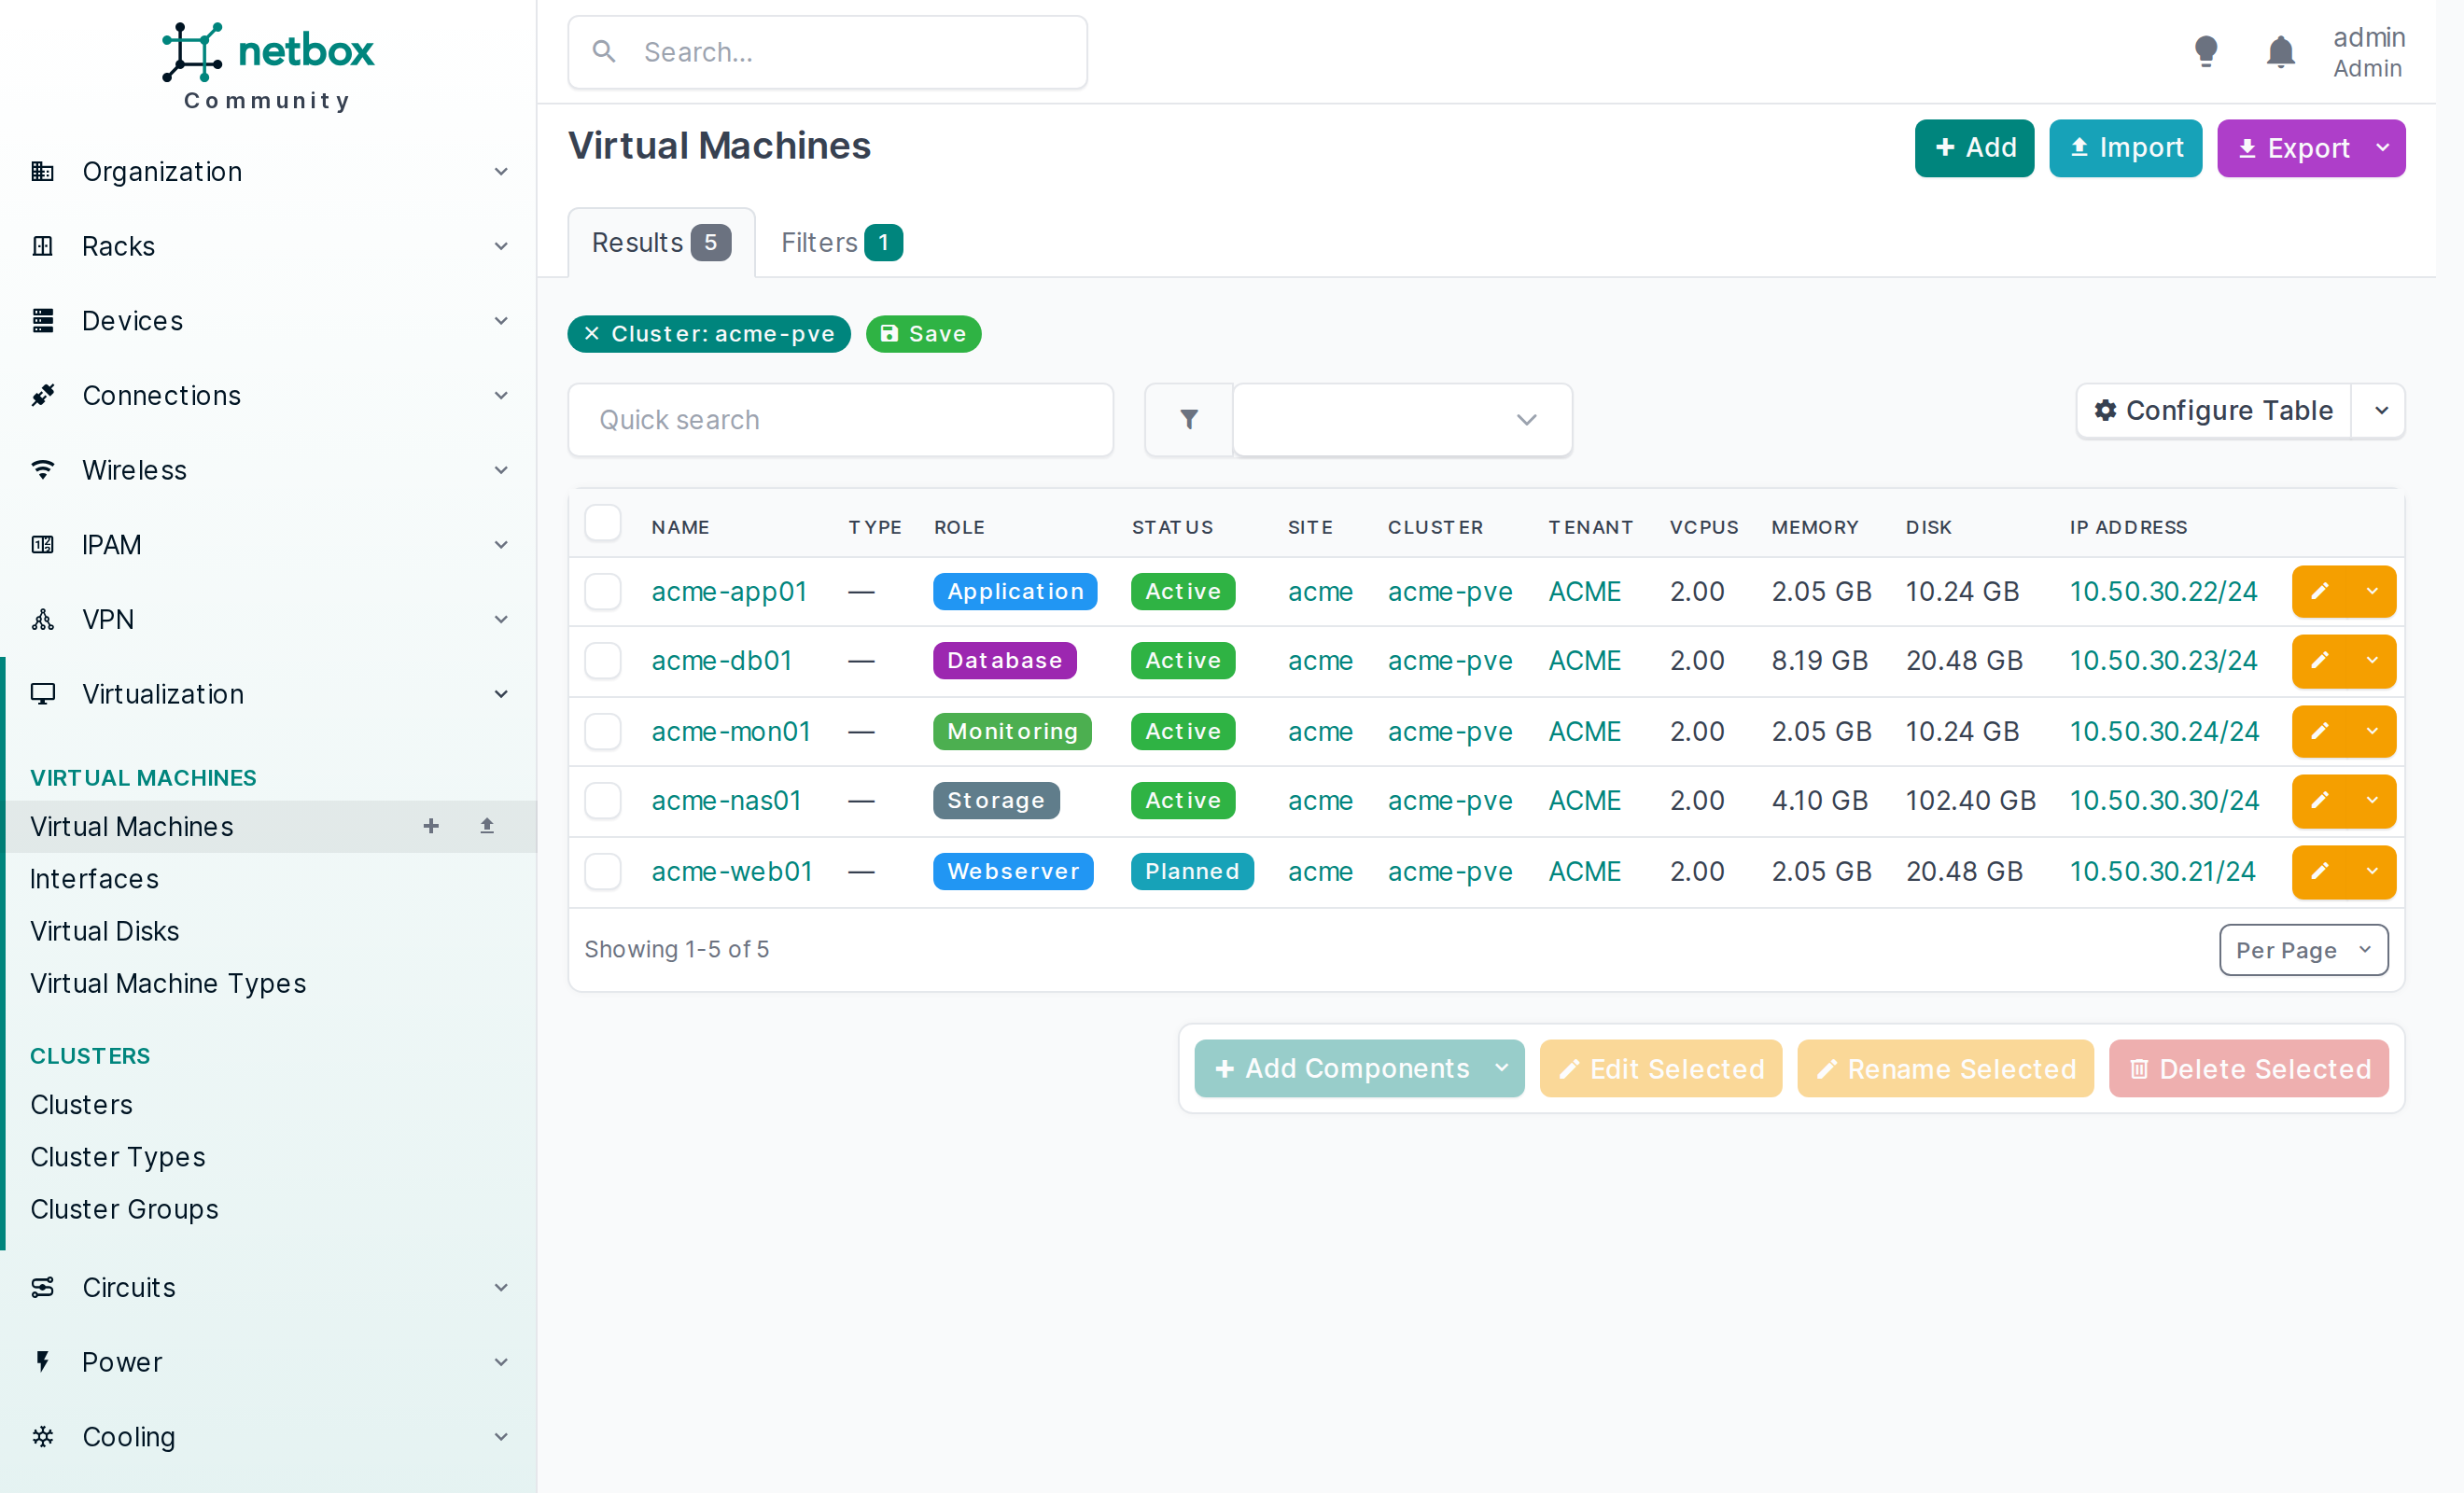 netbox
Community
Organization
Racks
Devices
Connections
Wireless
IPAM
VPN
Virtualization
VIRTUAL MACHINES
Virtual Machines
Interfaces
Virtual Disks
Virtual Machine Types
CLUSTERS
Clusters
Cluster Types
Cluster Groups
Circuits
Power
Cooling
Search...
admin
Admin
Virtual Machines
Add Import Export
Results 5 Filters 1
Cluster: acme-pve Save
Quick search Configure Table
NAME TYPE ROLE STATUS SITE CLUSTER TENANT VCPUS MEMORY DISK IP ADDRESS
acme-app01 — Application Active acme acme-pve ACME 2.00 2.05 GB 10.24 GB 10.50.30.22/24
acme-db01 — Database Active acme acme-pve ACME 2.00 8.19 GB 20.48 GB 10.50.30.23/24
acme-mon01 — Monitoring Active acme acme-pve ACME 2.00 2.05 GB 10.24 GB 10.50.30.24/24
acme-nas01 — Storage Active acme acme-pve ACME 2.00 4.10 GB 102.40 GB 10.50.30.30/24
acme-web01 — Webserver Planned acme acme-pve ACME 2.00 2.05 GB 20.48 GB 10.50.30.21/24
Showing 1-5 of 5 Per Page
Add Components Edit Selected Rename Selected Delete Selected